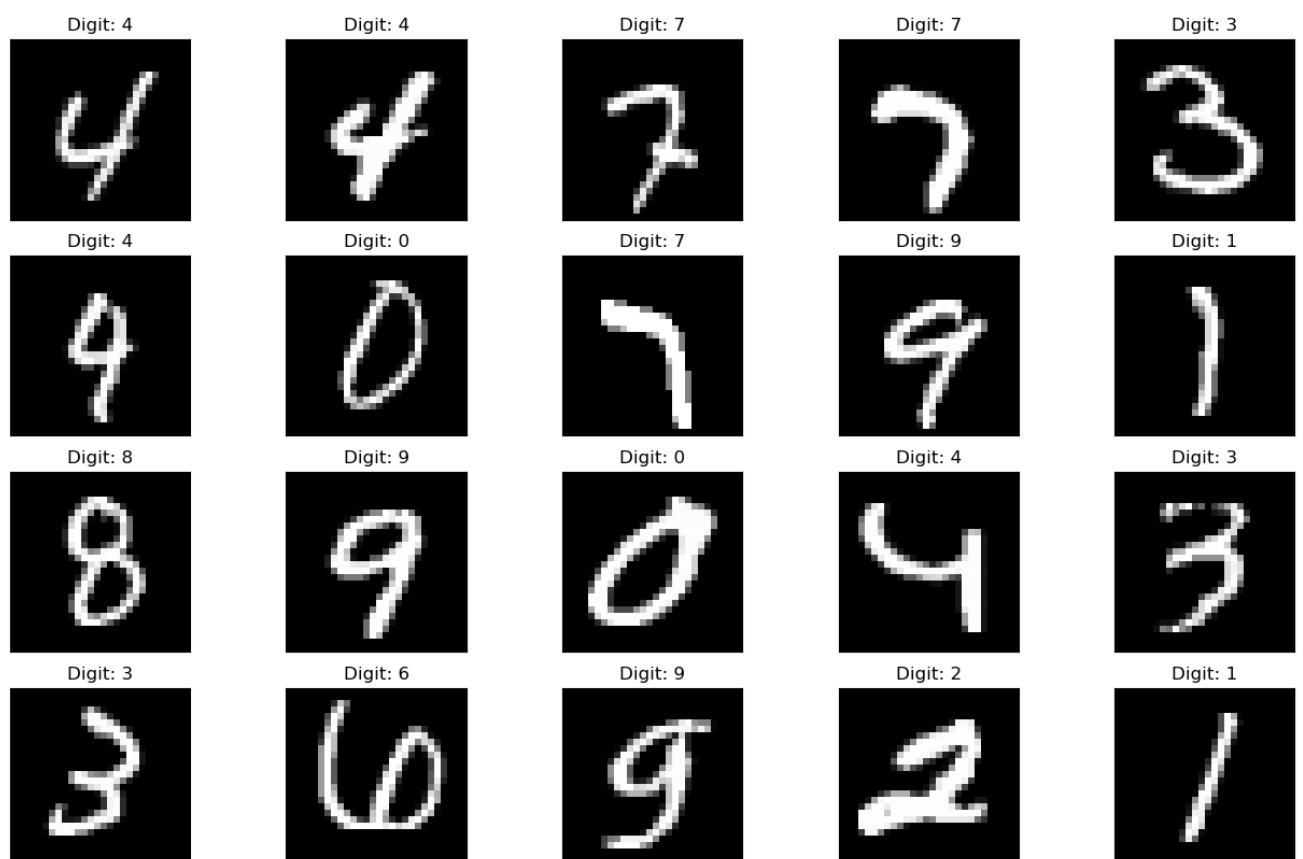 Digit: 4 Digit: 4 Digit: 7 Digit: 7 Digit: 3
4 4 7 7 3
Digit: 4 Digit: 0 Digit: 7 Digit: 9 Digit: 1
4 0 7 9 1
Digit: 8 Digit: 9 Digit: 0 Digit: 4 Digit: 3
8 9 0 4 3
Digit: 3 Digit: 6 Digit: 9 Digit: 2 Digit: 1
3 6 9 2 1